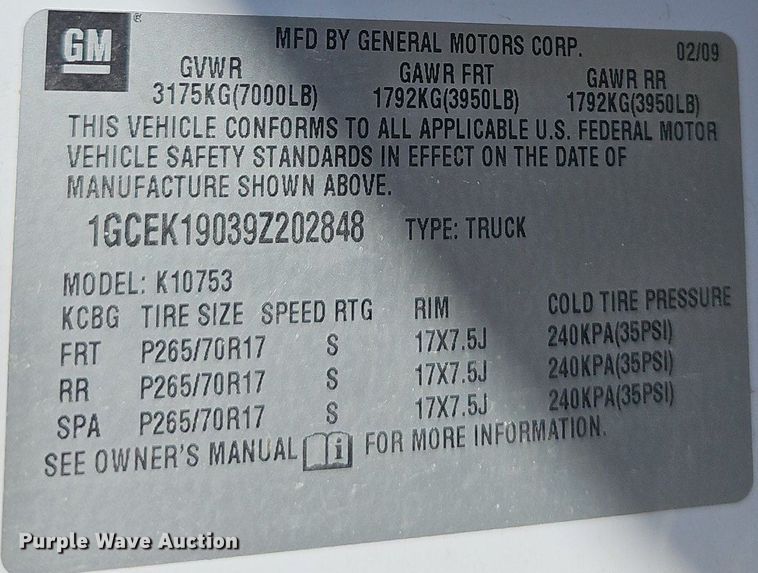 GM®
MFD BY GENERAL MOTORS CORP. 02/09
GVWR GAWR FRT GAWR RR
3175KG(7000LB) 1792KG(3950LB) 1792KG(3950LB)
THIS VEHICLE CONFORMS TO ALL APPLICABLE U.S. FEDERAL MOTOR
VEHICLE SAFETY STANDARDS IN EFFECT ON THE DATE OF
MANUFACTURE SHOWN ABOVE.
1GCEK19039Z202848 TYPE: TRUCK
MODEL: K10753
KCBG TIRE SIZE SPEED RTG RIM COLD TIRE PRESSURE
FRT P265/70R17 S 17X7.5J 240KPA(35PSI)
RR P265/70R17 S 17X7.5J 240KPA(35PSI)
SPA P265/70R17 S 17X7.5J 240KPA(35PSI)
SEE OWNER'S MANUAL i FOR MORE INFORMATION.
Purple Wave Auction